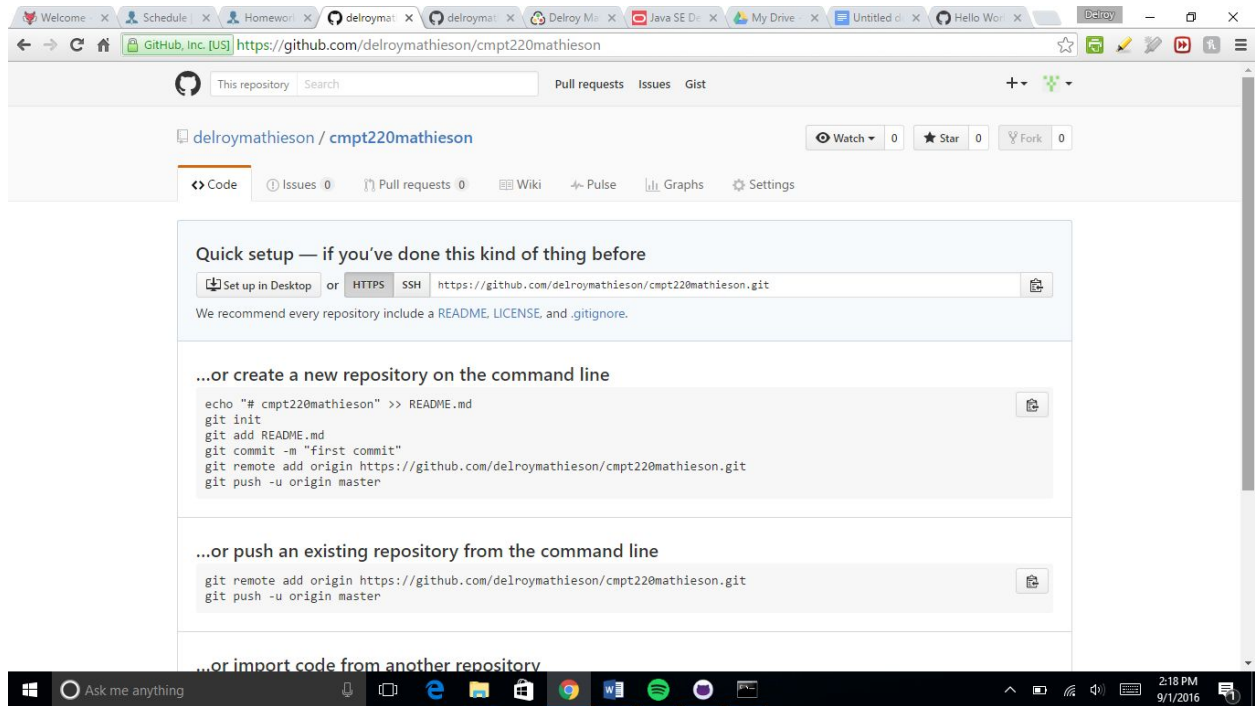 Welcome
Schedule
Homewor
delroymat
delroymat
Delroy Ma
Java SE De
My Drive -
Untitled d
Hello Wor
Delroy
GitHub, Inc. [US] https://github.com/delroymathieson/cmpt220mathieson
This repository Search Pull requests Issues Gist
delroymathieson / cmpt220mathieson
Watch 0 Star 0 Fork 0
Code Issues 0 Pull requests 0 Wiki Pulse Graphs Settings
Quick setup — if you've done this kind of thing before
Set up in Desktop or HTTPS SSH https://github.com/delroymathieson/cmpt220mathieson.git
We recommend every repository include a README, LICENSE, and .gitignore.
…or create a new repository on the command line
echo "# cmpt220mathieson" >> README.md
git init
git add README.md
git commit -m "first commit"
git remote add origin https://github.com/delroymathieson/cmpt220mathieson.git
git push -u origin master
…or push an existing repository from the command line
git remote add origin https://github.com/delroymathieson/cmpt220mathieson.git
git push -u origin master
…or import code from another repository
Ask me anything
2:18 PM
9/1/2016